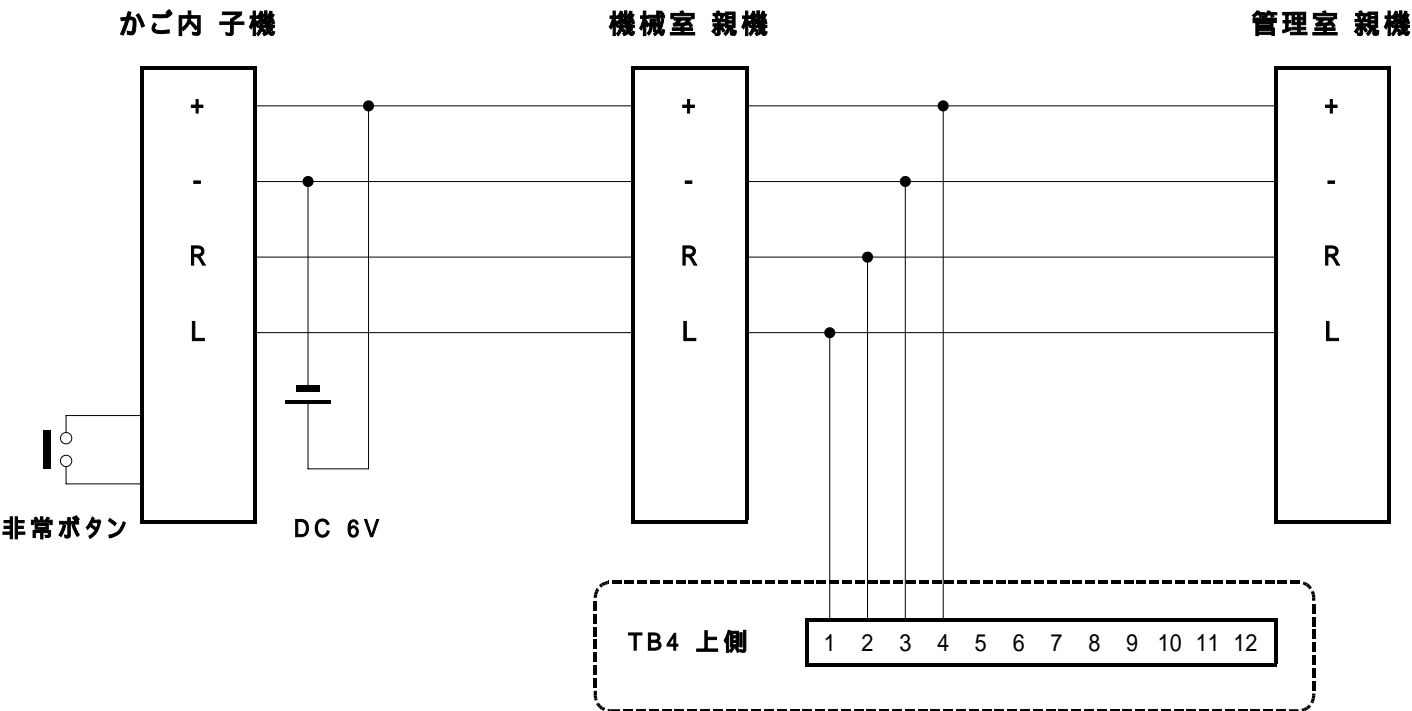 かご内 子機 機械室 親機 管理室 親機
+ + +
- - -
R R R
L L L
非常ボタン DC 6V
TB4 上側 1 2 3 4 5 6 7 8 9 10 11 12